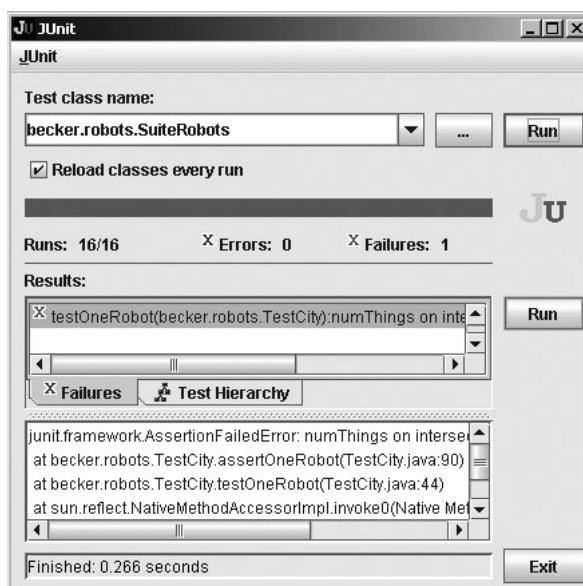 JU JUnit
JUnit
Test class name:
becker.robots.SuiteRobots
...
Run
Reload classes every run
JU
Runs: 16/16 X Errors: 0 X Failures: 1
Results:
X testOneRobot(becker.robots.TestCity):numThings on inte
Run
X Failures Test Hierarchy
junit.framework.AssertionFailedError: numThings on interse
at becker.robots.TestCity.assertOneRobot(TestCity.java:90)
at becker.robots.TestCity.testOneRobot(TestCity.java:44)
at sun.reflect.NativeMethodAccessorImpl.invoke0(Native Met
Finished: 0.266 seconds
Exit